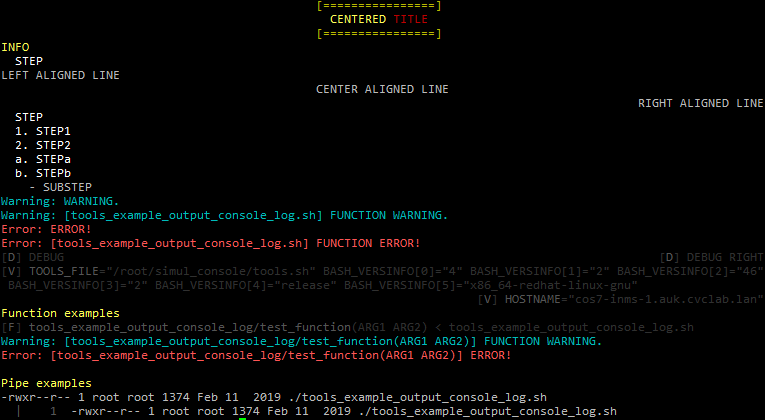 [================]
CENTERED TITLE
[================]
INFO
STEP
LEFT ALIGNED LINE
CENTER ALIGNED LINE
RIGHT ALIGNED LINE
STEP
1. STEP1
2. STEP2
a. STEPa
b. STEPb
- SUBSTEP
Warning: WARNING.
Warning: [tools_example_output_console_log.sh] FUNCTION WARNING.
Error: ERROR!
Error: [tools_example_output_console_log.sh] FUNCTION ERROR!
[D] DEBUG [D] DEBUG RIGHT
[V] TOOLS_FILE="/root/simul_console/tools.sh" BASH_VERSINFO[0]="4" BASH_VERSINFO[1]="2" BASH_VERSINFO[2]="46"
BASH_VERSINFO[3]="2" BASH_VERSINFO[4]="release" BASH_VERSINFO[5]="x86_64-redhat-linux-gnu"
[V] HOSTNAME="cos7-inms-1.auk.cvclab.lan"
Function examples
[F] tools_example_output_console_log/test_function(ARG1 ARG2) < tools_example_output_console_log.sh
Warning: [tools_example_output_console_log/test_function(ARG1 ARG2)] FUNCTION WARNING.
Error: [tools_example_output_console_log/test_function(ARG1 ARG2)] ERROR!
Pipe examples
-rwxr--r-- 1 root root 1374 Feb 11  2019 ./tools_example_output_console_log.sh
|    1  -rwxr--r-- 1 root root 1374 Feb 11  2019 ./tools_example_output_console_log.sh